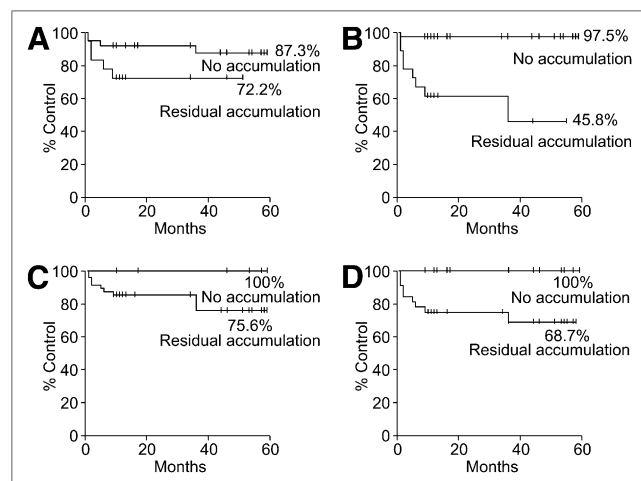 A
100
80
60
40
20
0
% Control
87.3%
No accumulation
72.2%
Residual accumulation
0 20 40 60
Months
B
100
80
60
40
20
0
% Control
97.5%
No accumulation
45.8%
Residual accumulation
0 20 40 60
Months
C
100
80
60
40
20
0
% Control
100%
No accumulation
75.6%
Residual accumulation
0 20 40 60
Months
D
100
80
60
40
20
0
% Control
100%
No accumulation
68.7%
Residual accumulation
0 20 40 60
Months